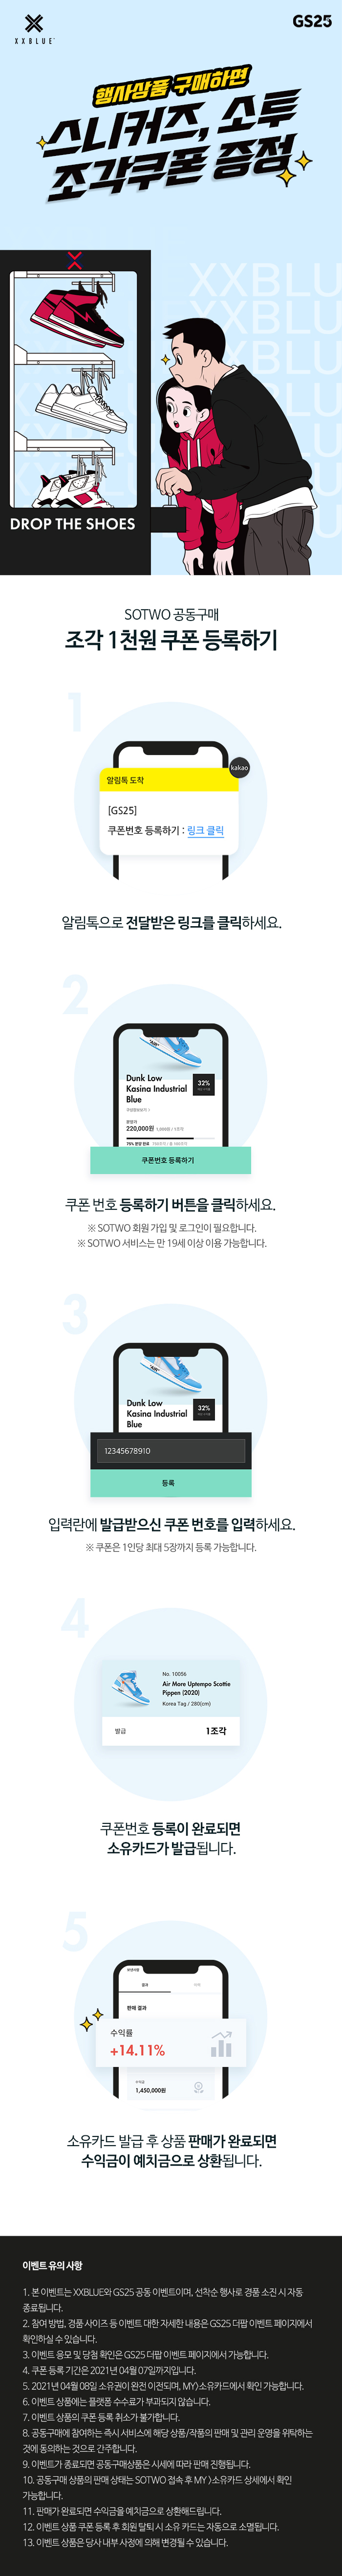 XXBLUE
GS25
행사상품 구매하면
스니커즈, 소투
조각쿠폰 증정
XXBLU
XXBLU
DROP THE SHOES
SOTWO 공동구매
조각 1천원 쿠폰 등록하기
1
kakao
알림톡 도착
[GS25]
쿠폰번호 등록하기 : 링크 클릭
알림톡으로 전달받은 링크를 클릭하세요.
2
Dunk Low
Kasina Industrial
Blue
32%
220,000원
쿠폰번호 등록하기
쿠폰 번호 등록하기 버튼을 클릭하세요.
※ SOTWO 회원 가입 및 로그인이 필요합니다.
※ SOTWO 서비스는 만 19세 이상 이용 가능합니다.
3
Dunk Low
Kasina Industrial
Blue
32%
12345678910
등록
입력란에 발급받으신 쿠폰 번호를 입력하세요.
※ 쿠폰은 1인당 최대 5장까지 등록 가능합니다.
4
No. 10056
Air More Uptempo Scottie
Pippen (2020)
Korea Tag / 280(cm)
발급
1조각
쿠폰번호 등록이 완료되면
소유카드가 발급됩니다.
5
판매 결과
수익률
+14.11%
수익금
1,450,000원
소유카드 발급 후 상품 판매가 완료되면
수익금이 예치금으로 상환됩니다.
이벤트 유의 사항
1. 본 이벤트는 XXBLUE와 GS25 공동 이벤트이며, 선착순 행사로 경품 소진 시 자동
종료됩니다.
2. 참여 방법, 경품 사이즈 등 이벤트 대한 자세한 내용은 GS25 더팝 이벤트 페이지에서
확인하실 수 있습니다.
3. 이벤트 응모 및 당첨 확인은 GS25 더팝 이벤트 페이지에서 가능합니다.
4. 쿠폰 등록 기간은 2021년 04월 07일까지입니다.
5. 2021년 04월 08일 소유권이 완전 이전되며, MY>소유카드에서 확인 가능합니다.
6. 이벤트 상품에는 플랫폼 수수료가 부과되지 않습니다.
7. 이벤트 상품의 쿠폰 등록 취소가 불가합니다.
8. 공동구매에 참여하는 즉시 서비스에 해당 상품/작품의 판매 및 관리 운영을 위탁하는
것에 동의하는 것으로 간주합니다.
9. 이벤트가 종료되면 공동구매상품은 시세에 따라 판매 진행됩니다.
10. 공동구매 상품의 판매 상태는 SOTWO 접속 후 MY > 소유카드 상세에서 확인
가능합니다.
11. 판매가 완료되면 수익금을 예치금으로 상환해드립니다.
12. 이벤트 상품 쿠폰 등록 후 회원 탈퇴 시 소유 카드는 자동으로 소멸됩니다.
13. 이벤트 상품은 당사 내부 사정에 의해 변경될 수 있습니다.